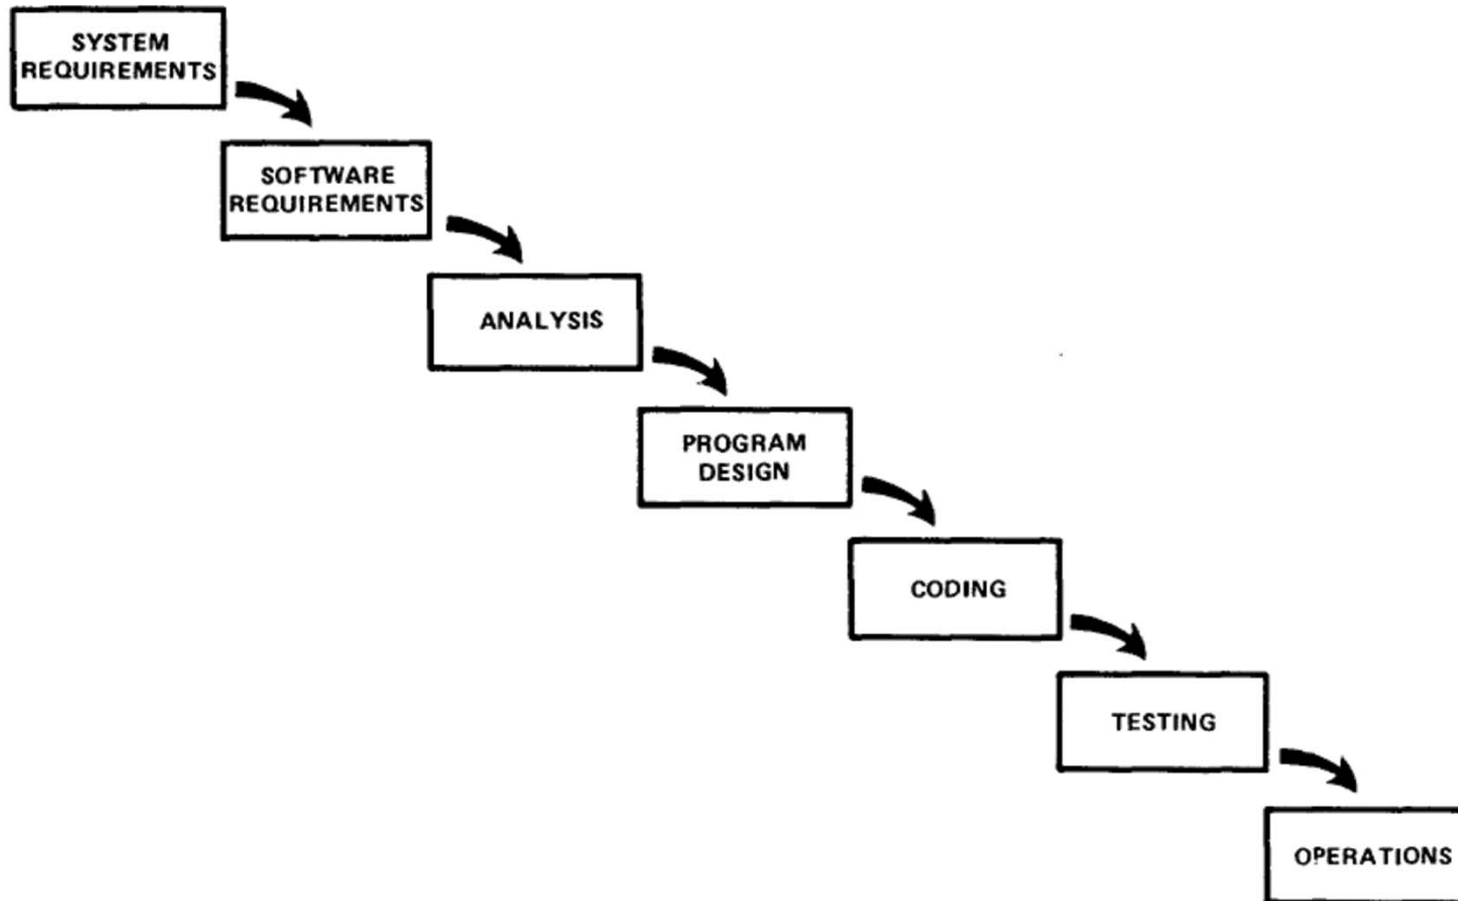 SYSTEM
REQUIREMENTS
SOFTWARE
REQUIREMENTS
ANALYSIS
PROGRAM
DESIGN
CODING
TESTING
OPERATIONS